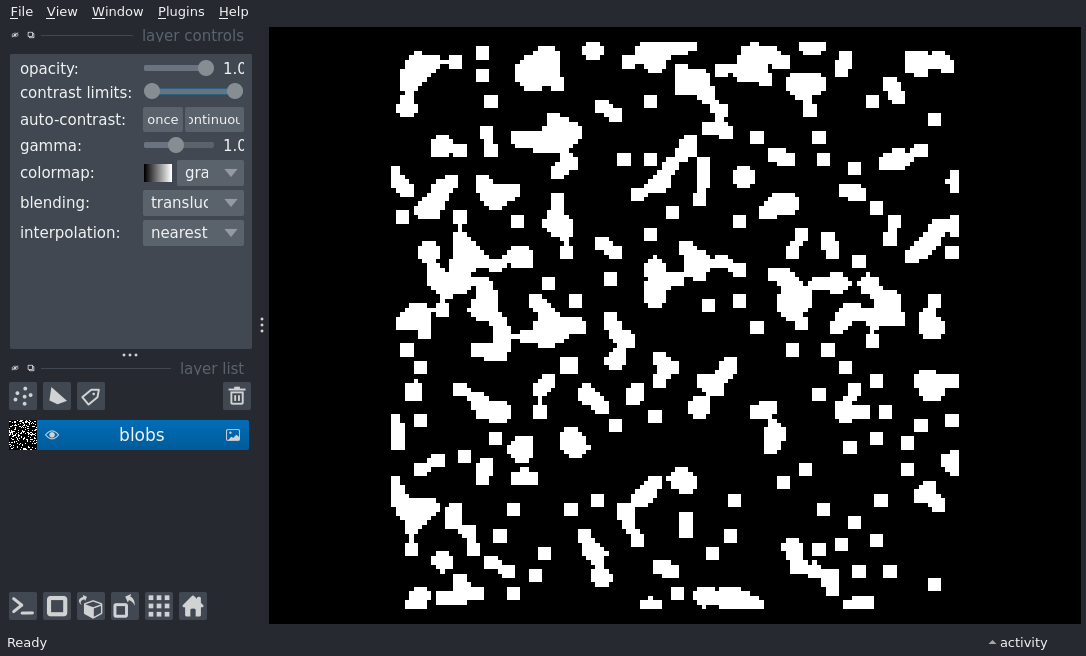 File View Window Plugins Help
layer controls
opacity: 1.0
contrast limits:
auto-contrast: once ontinuou
gamma: 1.0
colormap: gra
blending: transluc
interpolation: nearest
layer list
blobs
Ready
activity